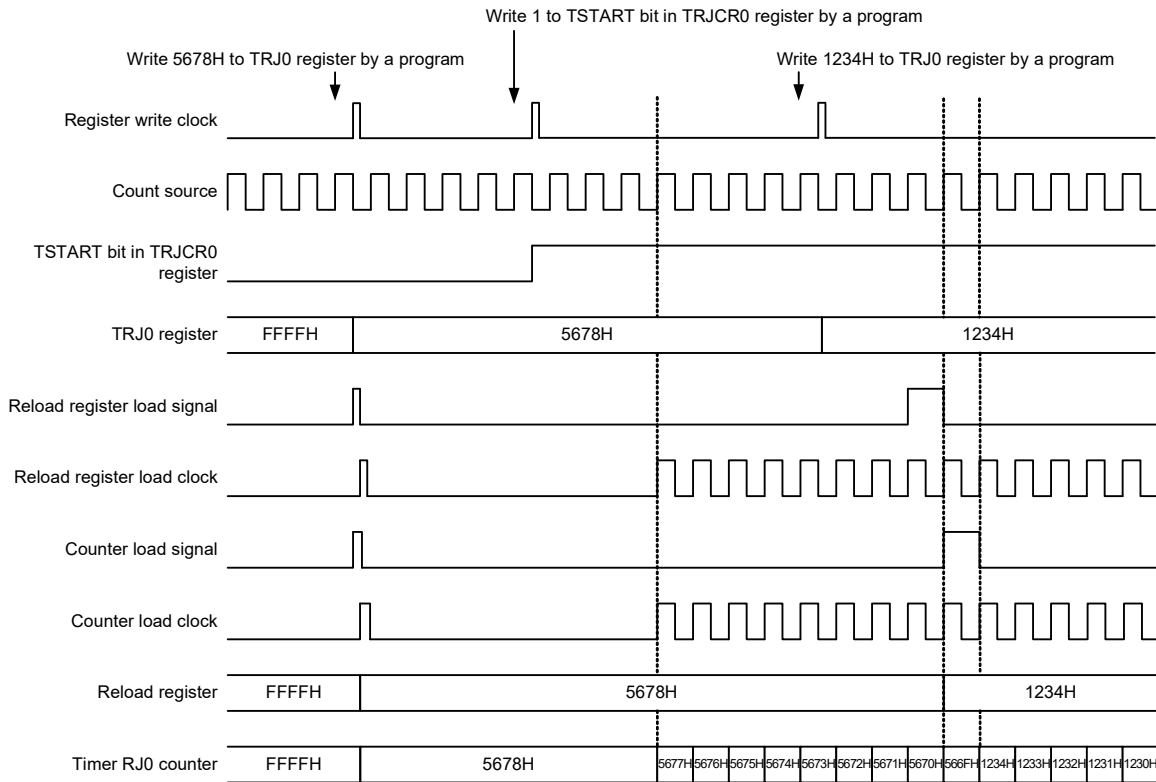 Write 1 to TSTART bit in TRJCR0 register by a program
Write 5678H to TRJ0 register by a program
Write 1234H to TRJ0 register by a program
Register write clock
Count source
TSTART bit in TRJCR0
register
TRJ0 register
FFFFH
5678H
1234H
Reload register load signal
Reload register load clock
Counter load signal
Counter load clock
Reload register
FFFFH
5678H
1234H
Timer RJ0 counter
FFFFH
5678H
5677H
5676H
5675H
5674H
5673H
5672H
5671H
5670H
566FH
1234H
1233H
1232H
1231H
1230H